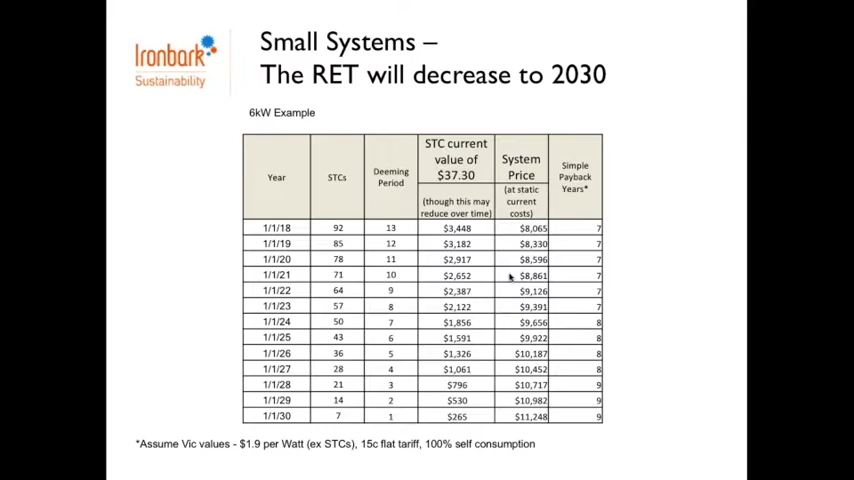 Ironbark
Sustainability
Small Systems –
The RET will decrease to 2030
6kW Example
Year STCs Deeming Period STC current value of $37.30 (though this may reduce over time) System Price (at static current costs) Simple Payback Years*
1/1/18 92 13 $3,448 $8,065 7
1/1/19 85 12 $3,182 $8,330 7
1/1/20 78 11 $2,917 $8,596 7
1/1/21 71 10 $2,652 $8,861 7
1/1/22 64 9 $2,387 $9,126 7
1/1/23 57 8 $2,122 $9,391 7
1/1/24 50 7 $1,856 $9,656 8
1/1/25 43 6 $1,591 $9,922 8
1/1/26 36 5 $1,326 $10,187 8
1/1/27 28 4 $1,061 $10,452 8
1/1/28 21 3 $796 $10,717 9
1/1/29 14 2 $530 $10,982 9
1/1/30 7 1 $265 $11,248 9
*Assume Vic values - $1.9 per Watt (ex STCs), 15c flat tariff, 100% self consumption